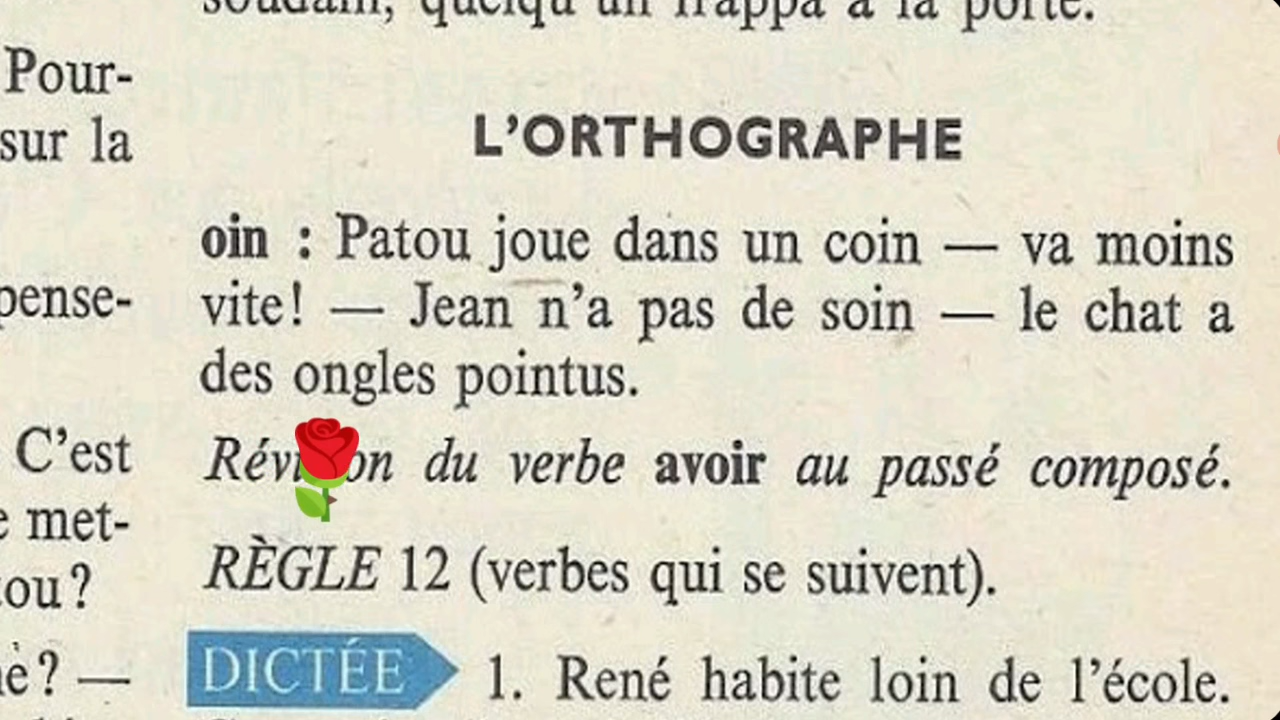 soudain, quelqu'un frappa à la porte.
Pour-
sur la
pense-
C'est
met-
L'ORTHOGRAPHE
oin : Patou joue dans un coin — va moins
vite! — Jean n'a pas de soin — le chat a
des ongles pointus.
du verbe avoir au passé composé.
RÈGLE 12 (verbes qui se suivent).
DICTÉE 1. René habite loin de l'école.